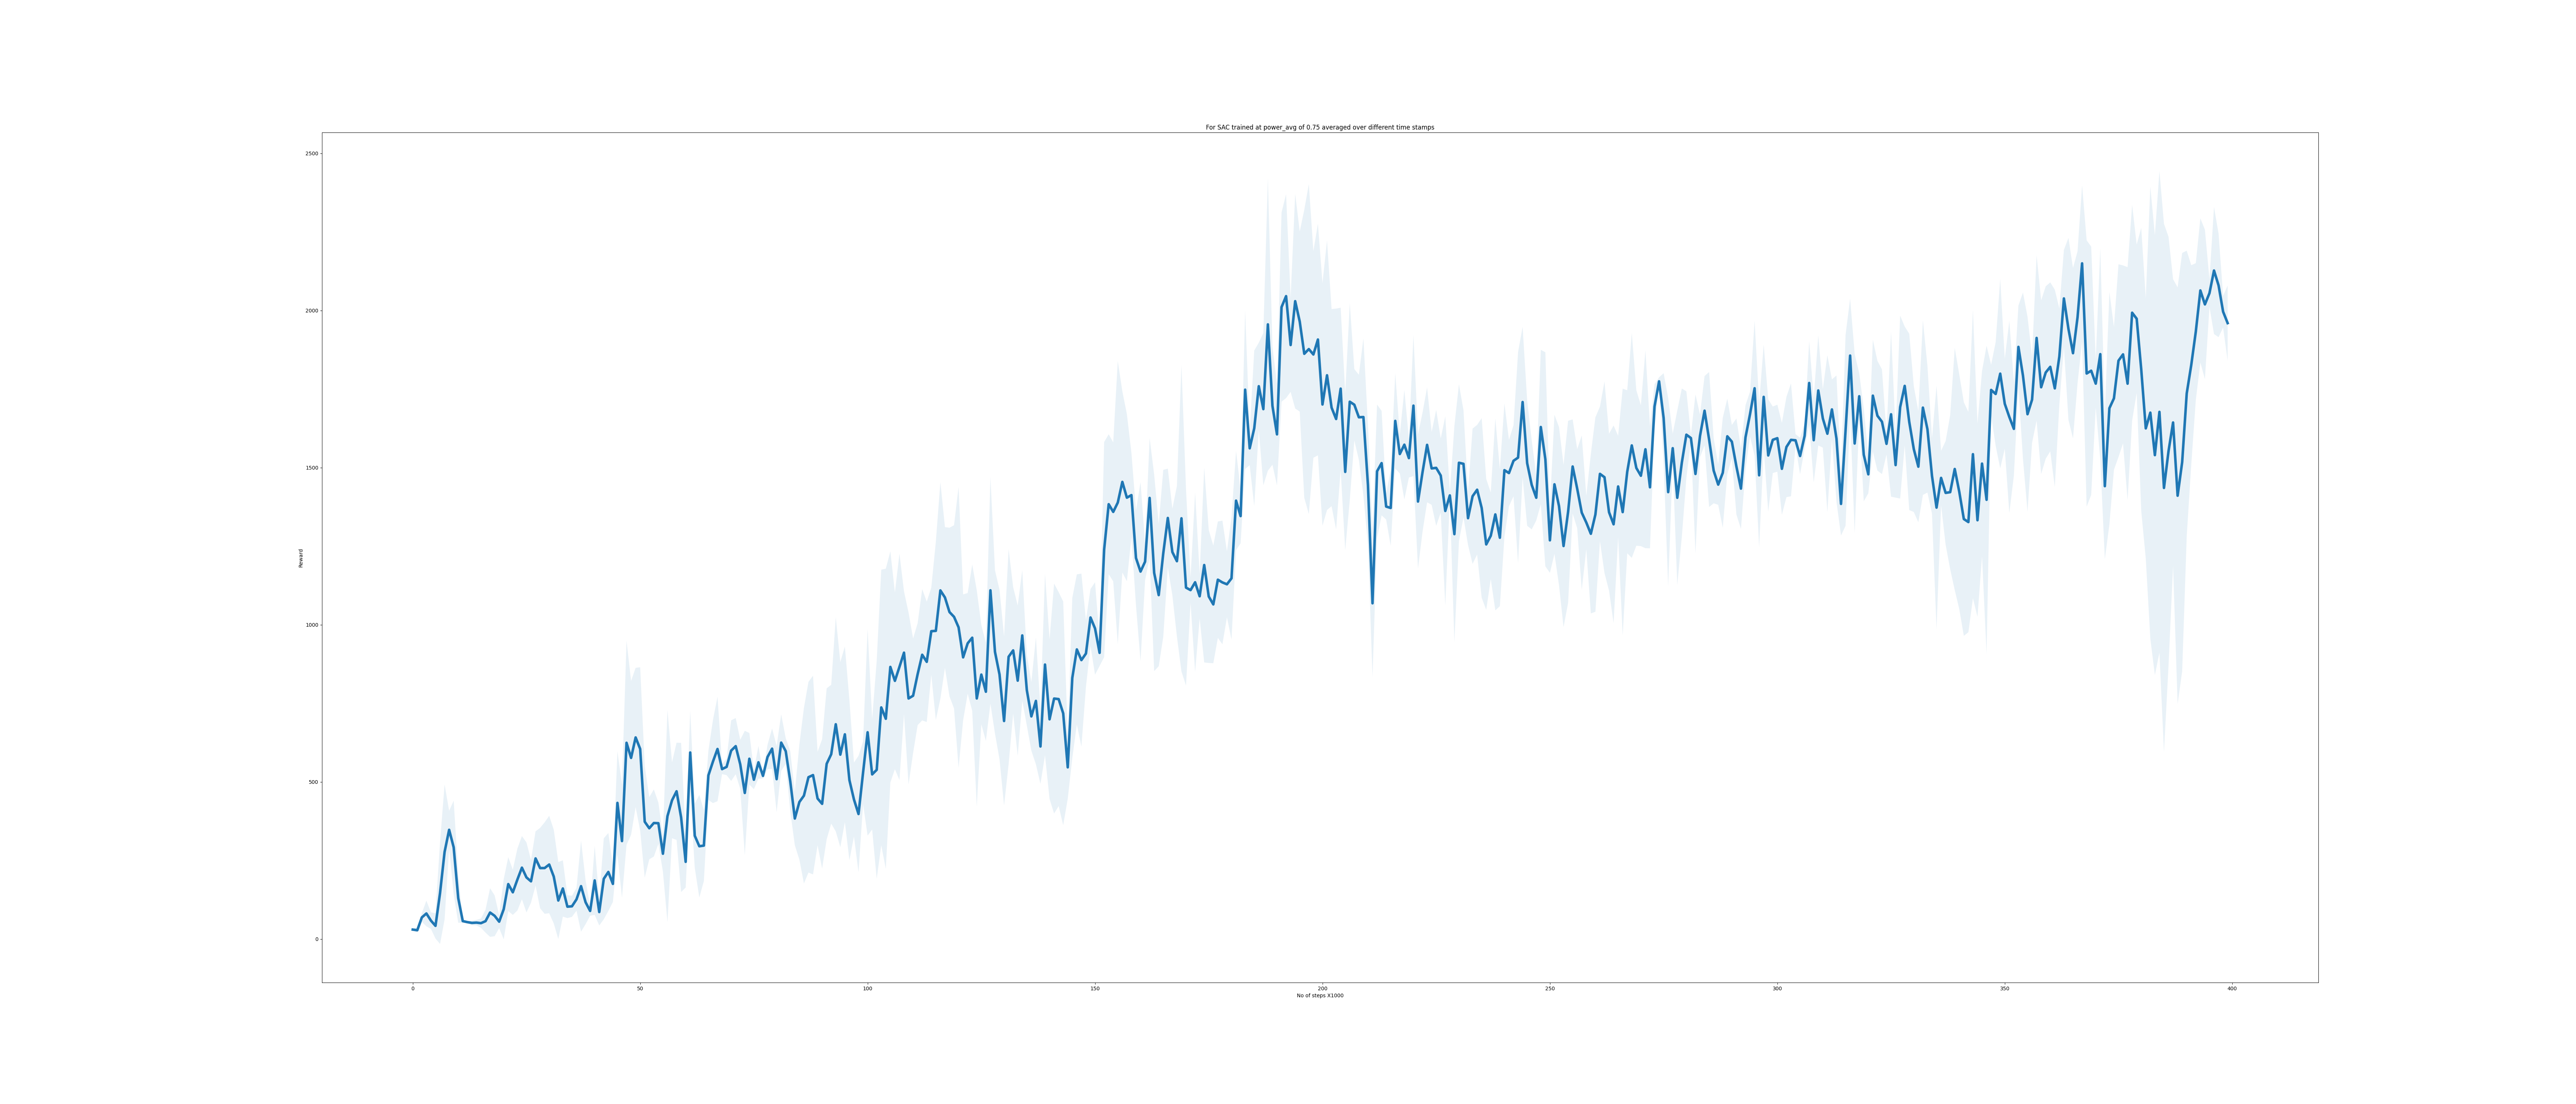 For SAC trained at power_avg of 0.75 averaged over different time stamps
2500
2000
1500
1000
500
0
Reward
0 50 100 150 200 250 300 350 400
No of steps X1000